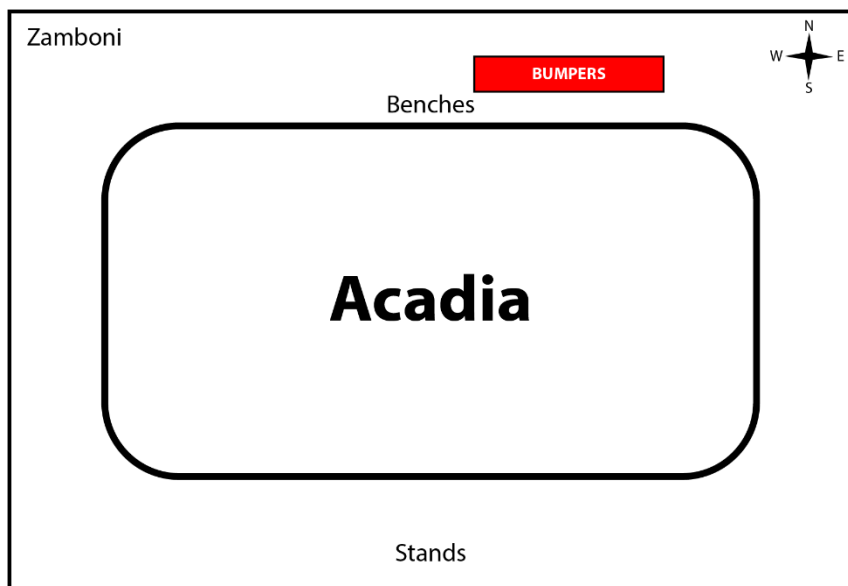 Zamboni
N
W E
S
BUMPERS
Benches
Acadia
Stands